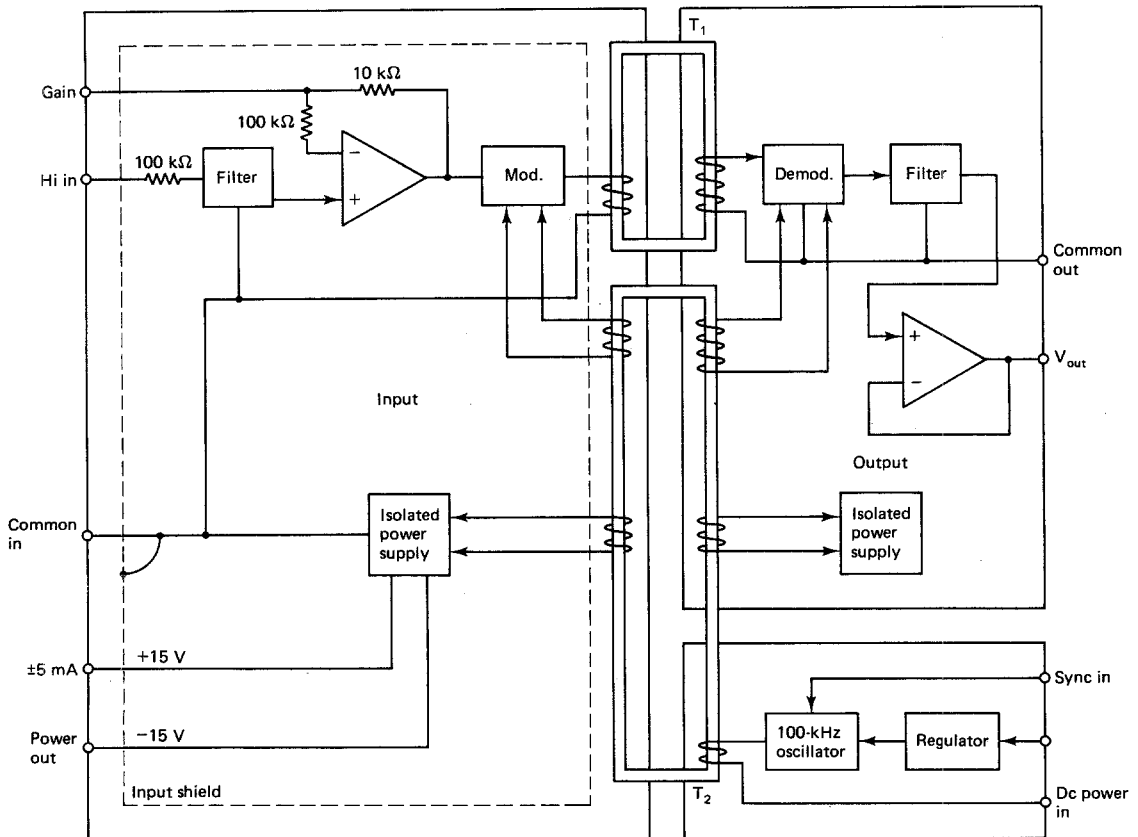 T1
10 kΩ
Gain
100 kΩ
−
100 kΩ
Hi in
Filter
+
Mod.
Demod.
Filter
Common
out
+
Vout
−
Input
Output
Common
in
Isolated
power
supply
Isolated
power
supply
+15 V
±5 mA
Sync in
−15 V
Power
out
100-kHz
oscillator
Regulator
Input shield
T2
Dc power
in